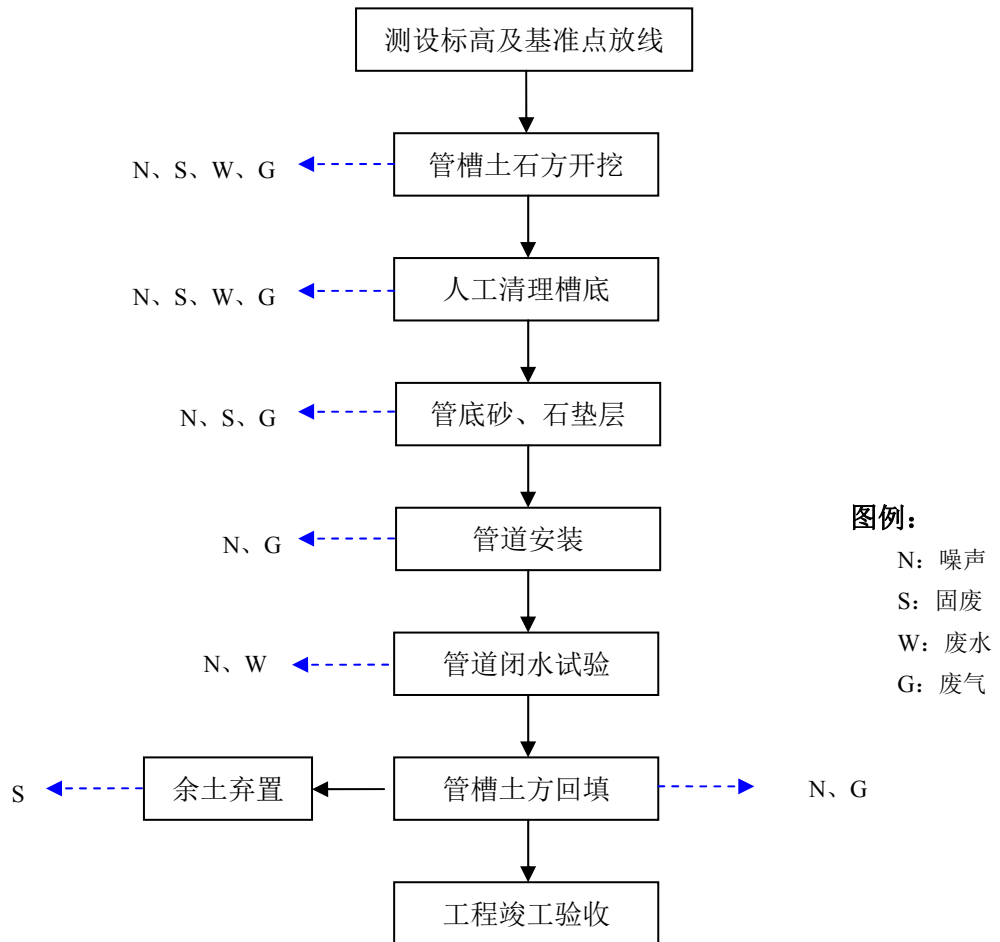 测设标高及基准点放线
N、S、W、G
管槽土石方开挖
N、S、W、G
人工清理槽底
N、S、G
管底砂、石垫层
N、G
管道安装
N、W
管道闭水试验
S
余土弃置
管槽土方回填
N、G
工程竣工验收
图例：
N：噪声
S：固废
W：废水
G：废气